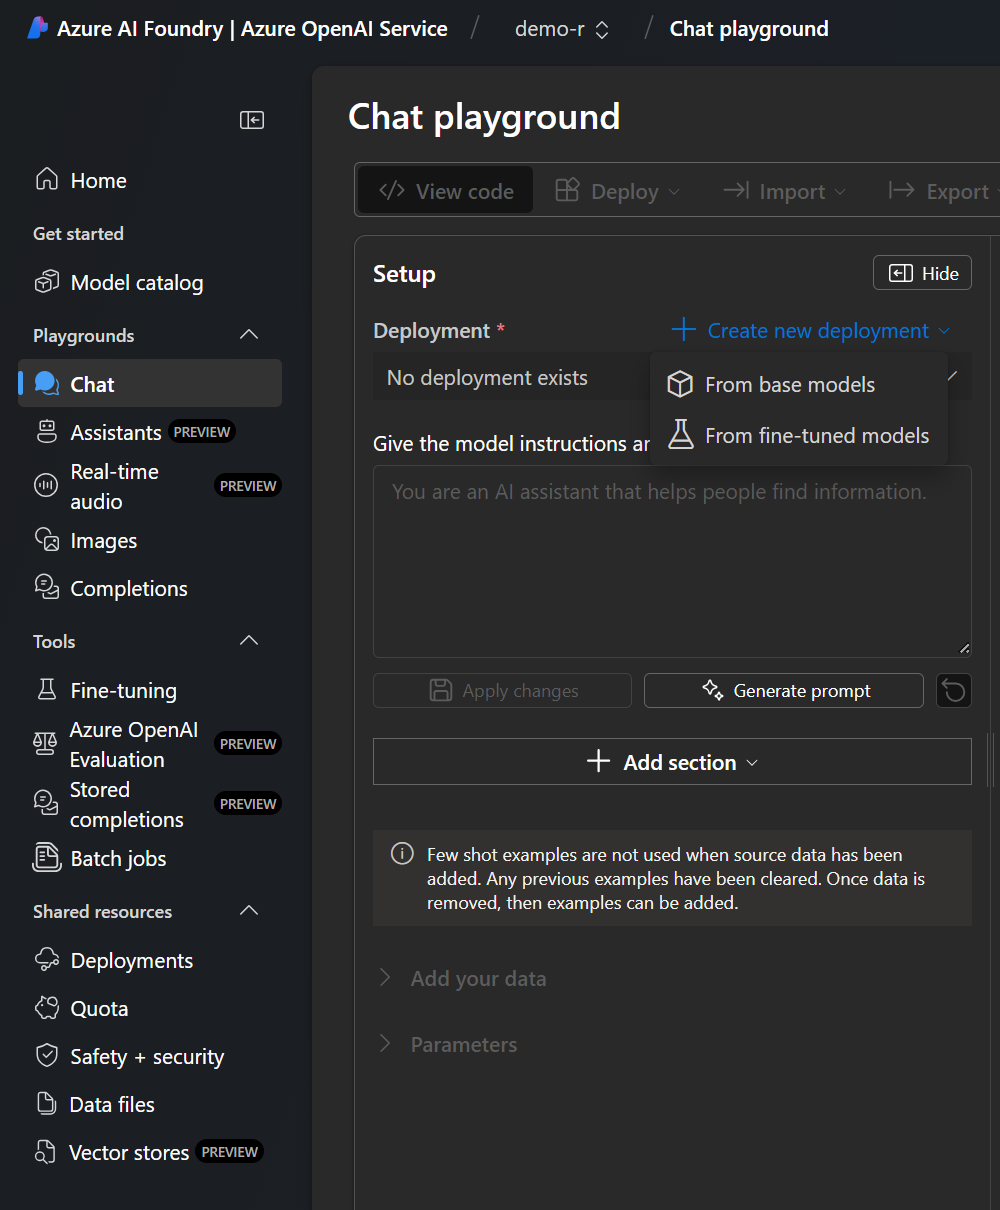 Azure AI Foundry | Azure OpenAI Service / demo-r / Chat playground
Home
Get started
Model catalog
Playgrounds
Chat
Assistants PREVIEW
Real-time
audio PREVIEW
Images
Completions
Tools
Fine-tuning
Azure OpenAI
Evaluation PREVIEW
Stored
completions PREVIEW
Batch jobs
Shared resources
Deployments
Quota
Safety + security
Data files
Vector stores PREVIEW
Chat playground
</> View code Deploy Import Export
Setup
Hide
Deployment *
Create new deployment
No deployment exists
From base models
From fine-tuned models
Give the model instructions
You are an AI assistant that helps people find information.
Apply changes
Generate prompt
Add section
Few shot examples are not used when source data has been
added. Any previous examples have been cleared. Once data is
removed, then examples can be added.
Add your data
Parameters